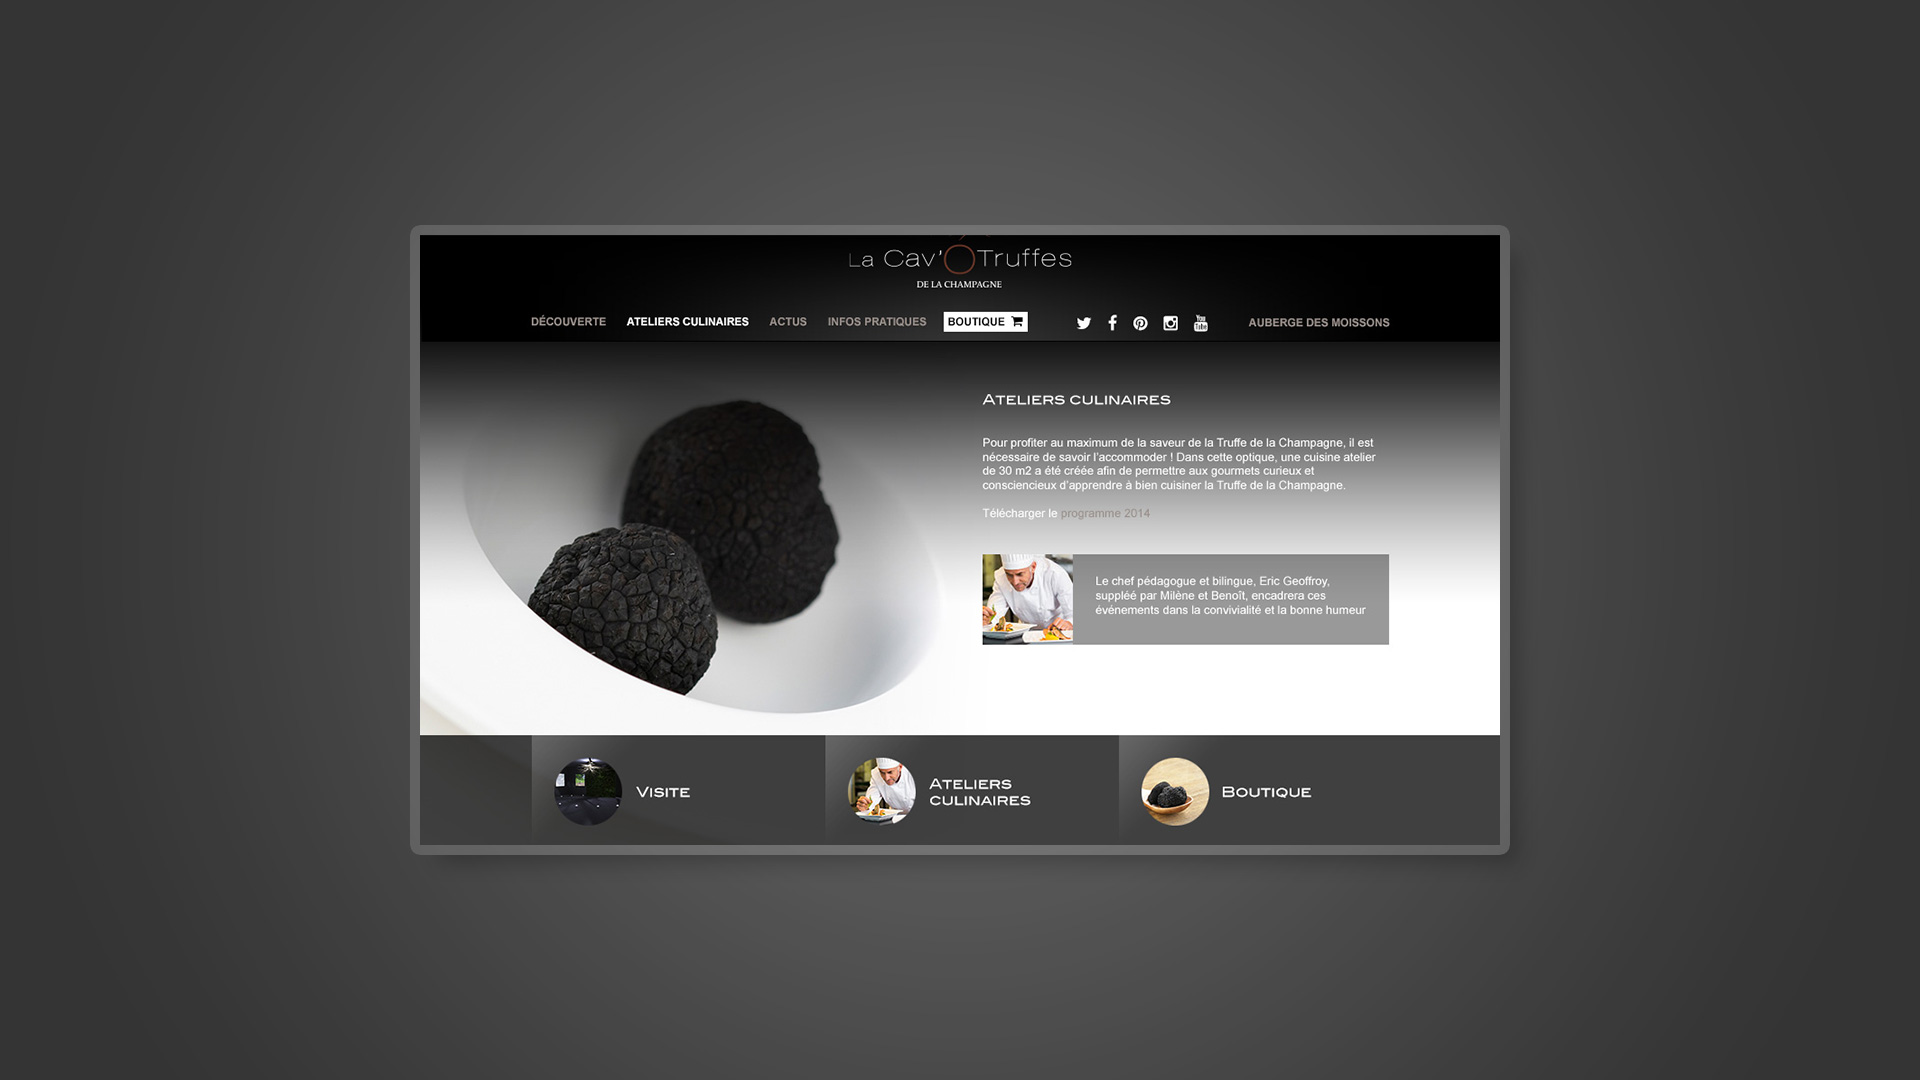 La Cav'Ô Truffes
DE LA CHAMPAGNE
DÉCOUVERTE ATELIERS CULINAIRES ACTUS INFOS PRATIQUES BOUTIQUE You Tube AUBERGE DES MOISSONS
ATELIERS CULINAIRES
Pour profiter au maximum de la saveur de la Truffe de la Champagne, il est
nécessaire de savoir l’accommoder ! Dans cette optique, une cuisine atelier
de 30 m2 a été créée afin de permettre aux gourmets curieux et
consciencieux d’apprendre à bien cuisiner la Truffe de la Champagne.
Télécharger le programme 2014
Le chef pédagogue et bilingue, Eric Geoffroy,
suppléé par Milène et Benoît, encadrera ces
événements dans la convivialité et la bonne humeur
VISITE
ATELIERS
CULINAIRES
BOUTIQUE